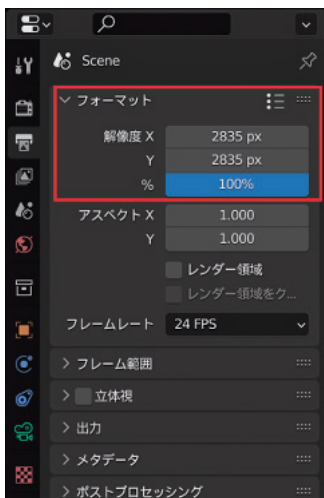 Scene
フォーマット
解像度 X 2835 px
Y 2835 px
% 100%
アスペクト X 1.000
Y 1.000
レンダー領域
レンダー領域をク...
フレームレート 24 FPS
フレーム範囲
立体視
出力
メタデータ
ポストプロセッシング